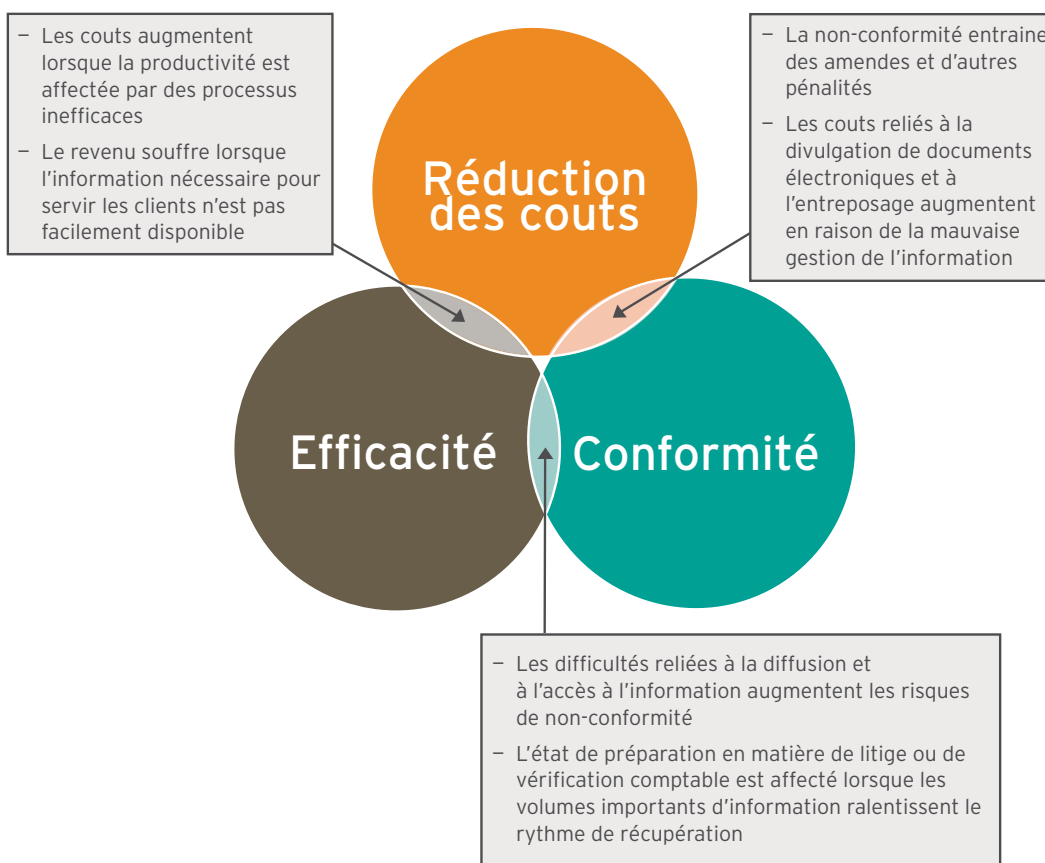 – Les couts augmentent
lorsque la productivité est
affectée par des processus
inefficaces
– Le revenu souffre lorsque
l'information nécessaire pour
servir les clients n'est pas
facilement disponible
– La non-conformité entraine
des amendes et d'autres
pénalités
– Les couts reliés à la
divulgation de documents
électroniques et à
l'entreposage augmentent
en raison de la mauvaise
gestion de l'information
Réduction
des couts
Efficacité
Conformité
– Les difficultés reliées à la diffusion et
à l'accès à l'information augmentent les risques
de non-conformité
– L'état de préparation en matière de litige ou de
vérification comptable est affecté lorsque les
volumes importants d'information ralentissent le
rythme de récupération